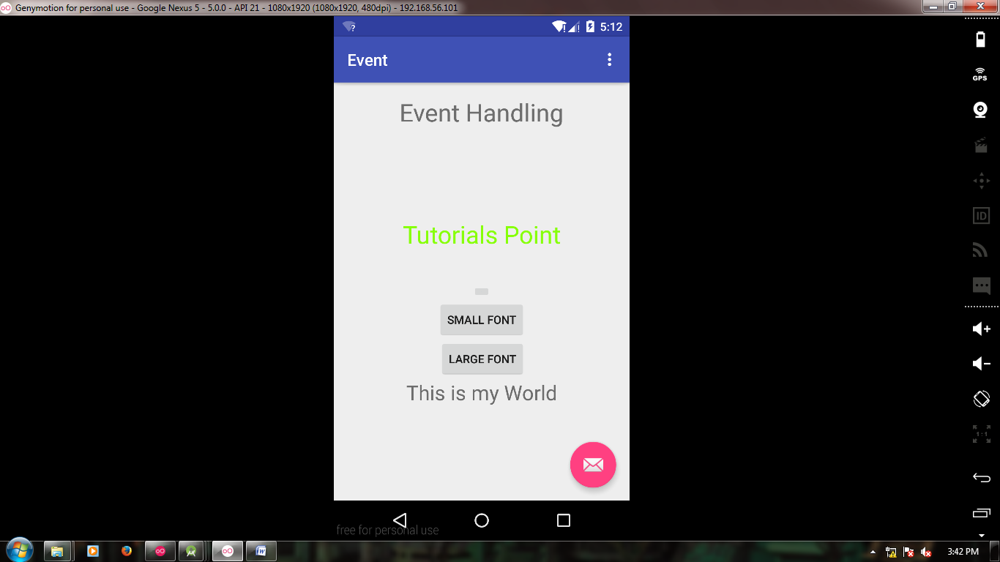 Genymotion for personal use - Google Nexus 5 - 5.0.0 - API 21 - 1080x1920 (1080x1920, 480dpi) - 192.168.56.101
5:12
Event
Event Handling
Tutorials Point
SMALL FONT
LARGE FONT
This is my World
free for personal use
GPS
ID
1:1
3:42 PM